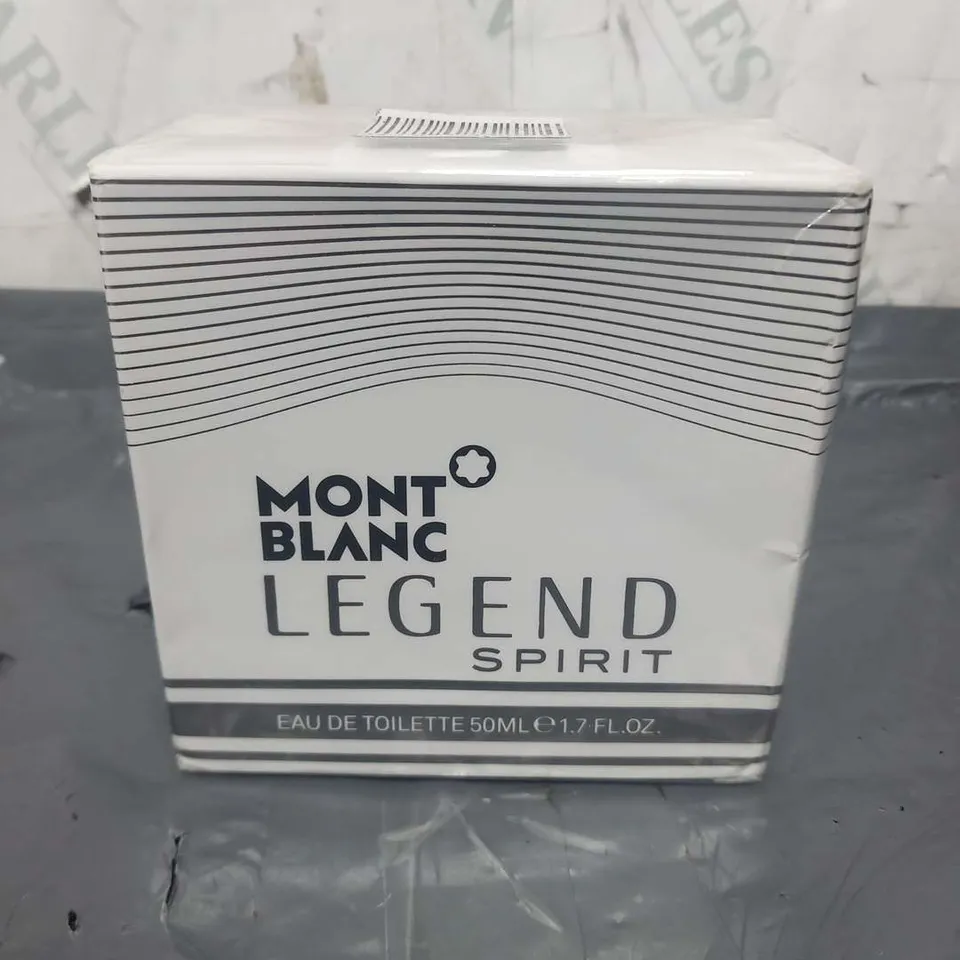 MONT
BLANC
LEGEND
SPIRIT
EAU DE TOILETTE 50ML ℮ 1.7 FL.OZ.